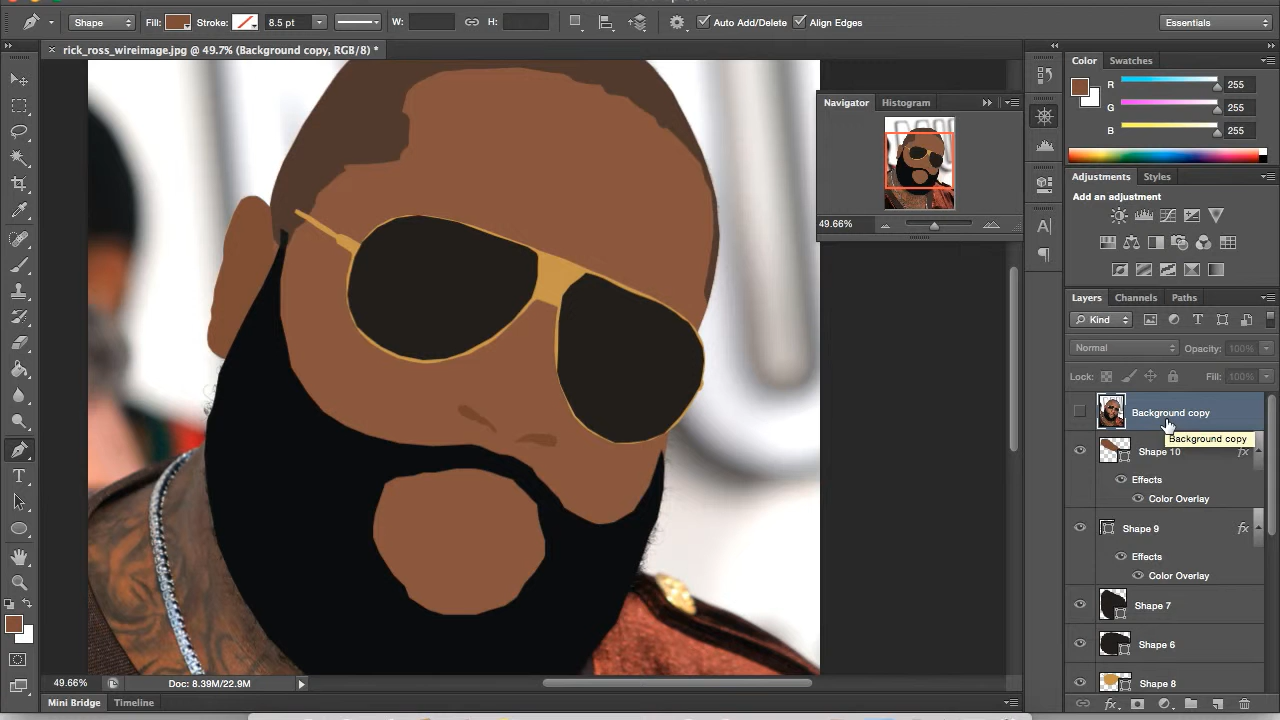 Shape
Fill: Stroke: 8.5 pt W: H: Auto Add/Delete Align Edges Essentials
rick_ross_wireimage.jpg @ 49.7% (Background copy, RGB/8) *
Color Swatches
R 255
G 255
B 255
Navigator Histogram
49.66%
Adjustments Styles
Add an adjustment
Layers Channels Paths
Kind
Normal Opacity: 100%
Lock: Fill: 100%
Background copy
Background copy
Shape 10 fx
Effects
Color Overlay
Shape 9 fx
Effects
Color Overlay
Shape 7
Shape 6
Shape 8
49.66% Doc: 8.39M/22.9M
Mini Bridge Timeline